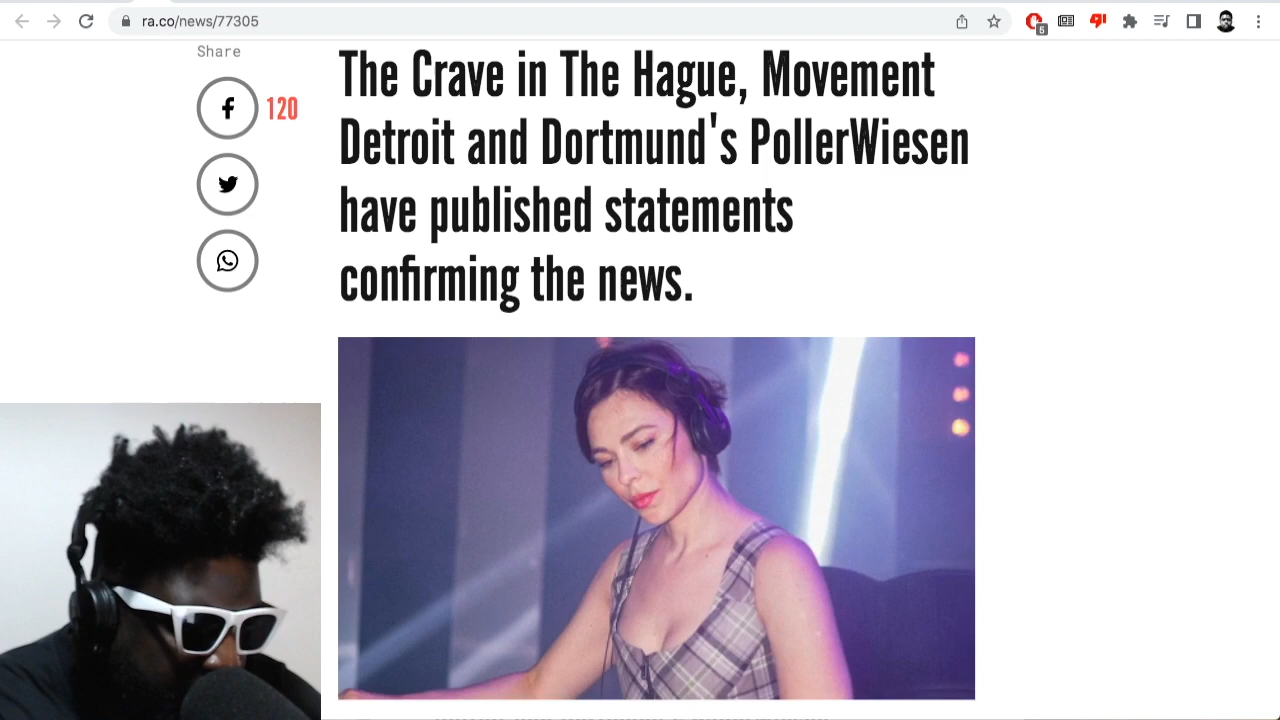 ra.co/news/77305
5
Share
120
The Crave in The Hague, Movement
Detroit and Dortmund's PollerWiesen
have published statements
confirming the news.